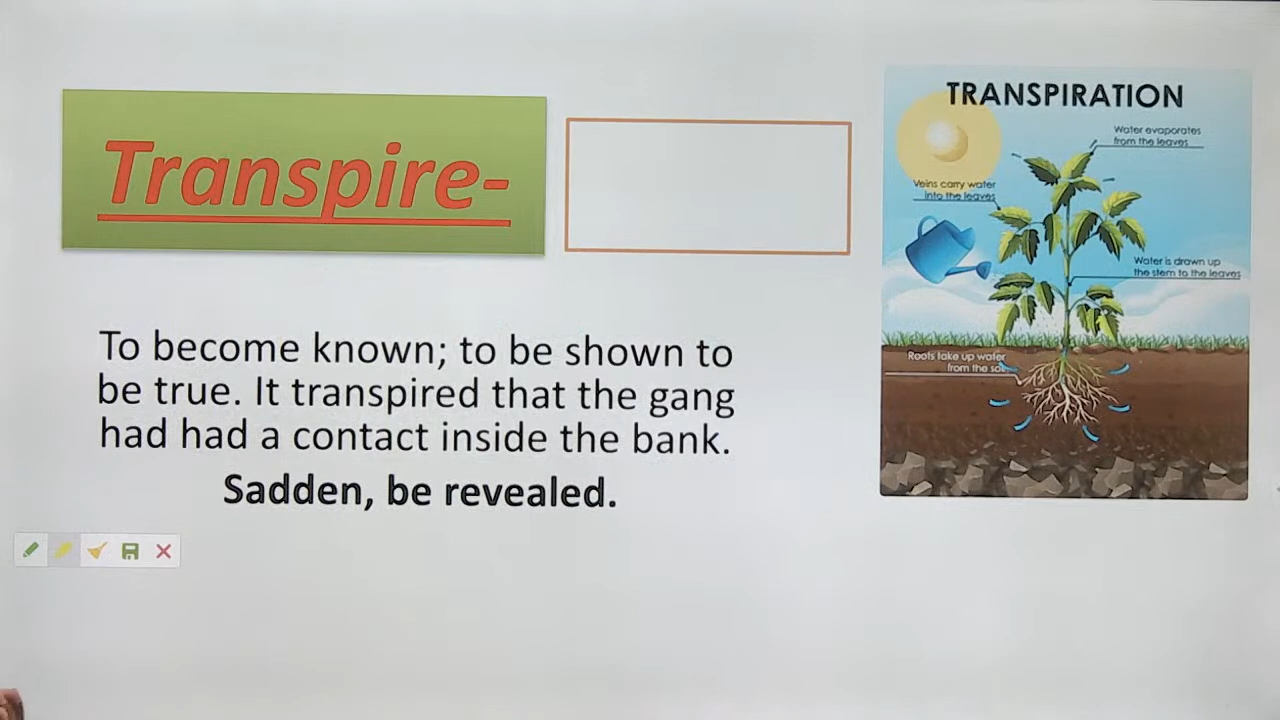 Transpire-
To become known; to be shown to
be true. It transpired that the gang
had had a contact inside the bank.
Sadden, be revealed.
TRANSPIRATION
Water evaporates
from the leaves
Veins carry water
into the leaves
Water is drawn up
the stem to the leaves
Roots take up water
from the soil